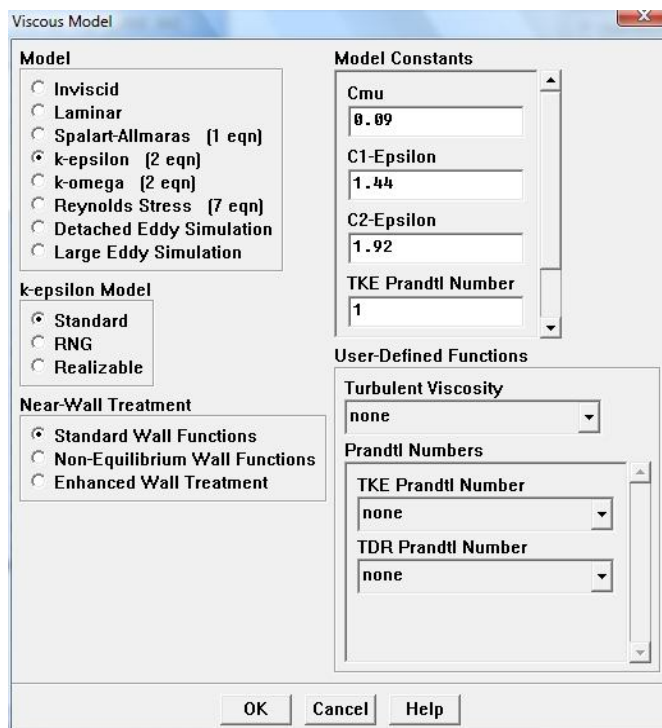 Viscous Model
Model
Inviscid
Laminar
Spalart-Allmaras (1 eqn)
k-epsilon (2 eqn)
k-omega (2 eqn)
Reynolds Stress (7 eqn)
Detached Eddy Simulation
Large Eddy Simulation
k-epsilon Model
Standard
RNG
Realizable
Near-Wall Treatment
Standard Wall Functions
Non-Equilibrium Wall Functions
Enhanced Wall Treatment
Model Constants
Cmu
0.09
C1-Epsilon
1.44
C2-Epsilon
1.92
TKE Prandtl Number
1
User-Defined Functions
Turbulent Viscosity
none
Prandtl Numbers
TKE Prandtl Number
none
TDR Prandtl Number
none
OK Cancel Help